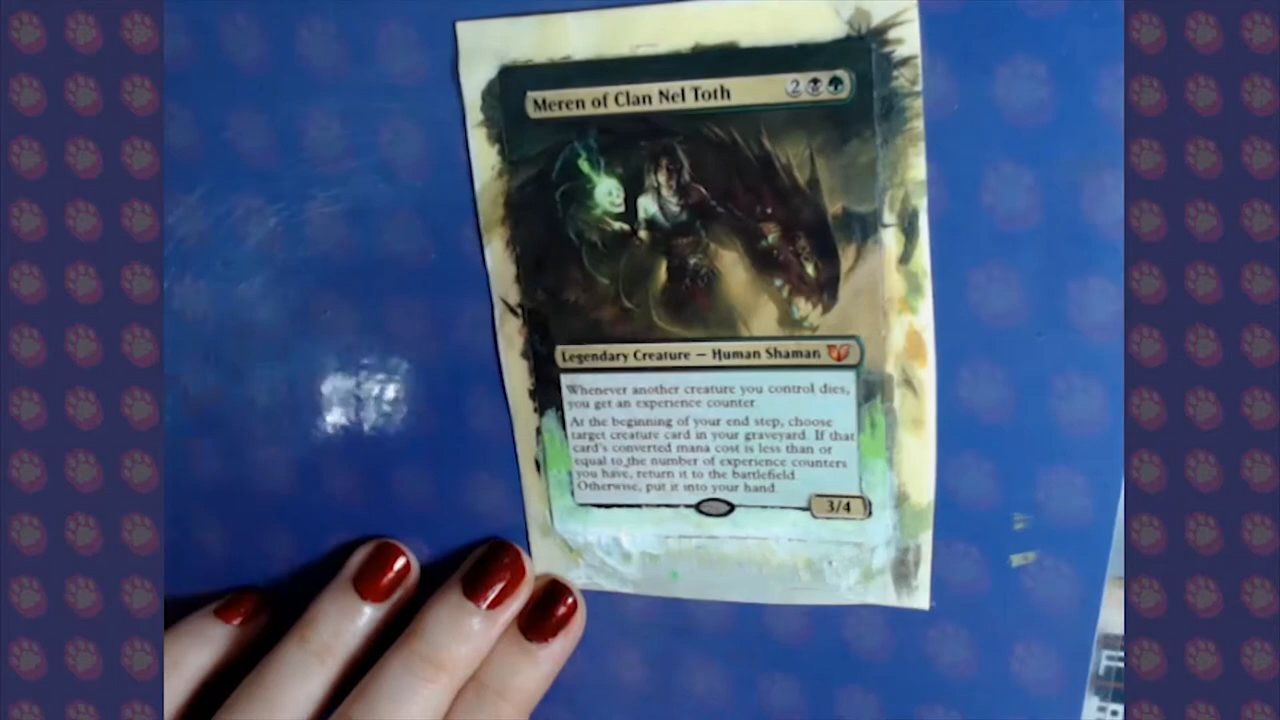 Meren of Clan Nel Toth 2
Legendary Creature — Human Shaman
Whenever another creature you control dies,
you get an experience counter.
At the beginning of your end step, choose
target creature card in your graveyard. If that
card's converted mana cost is less than or
equal to the number of experience counters
you have, return it to the battlefield.
Otherwise, put it into your hand.
3/4